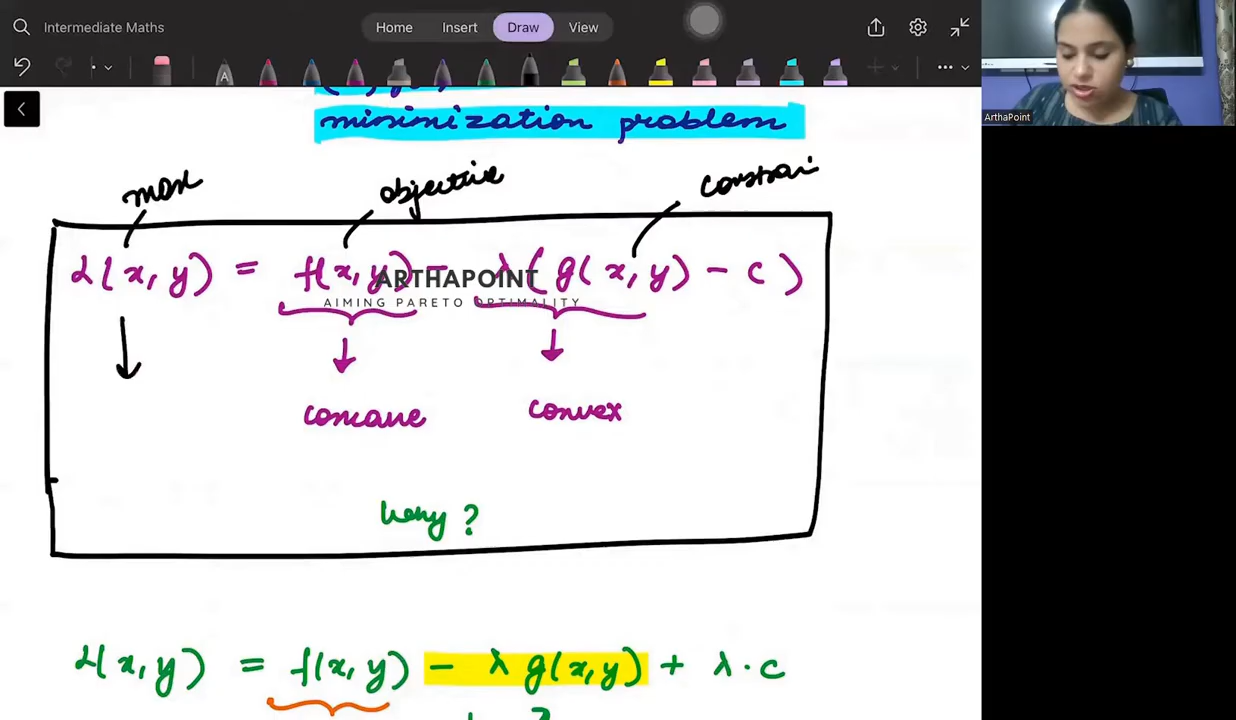 Intermediate Maths
Home Insert Draw View
A
ArthaPoint
minimization problem
max objective constrai
L(x, y) = f(x, y) - λ( g(x, y) - c )
ARTHAPOINT
AIMING PARETO OPTIMALITY
concave convex
Why ?
L(x, y) = f(x, y) - λ g(x, y) + λ · c
?